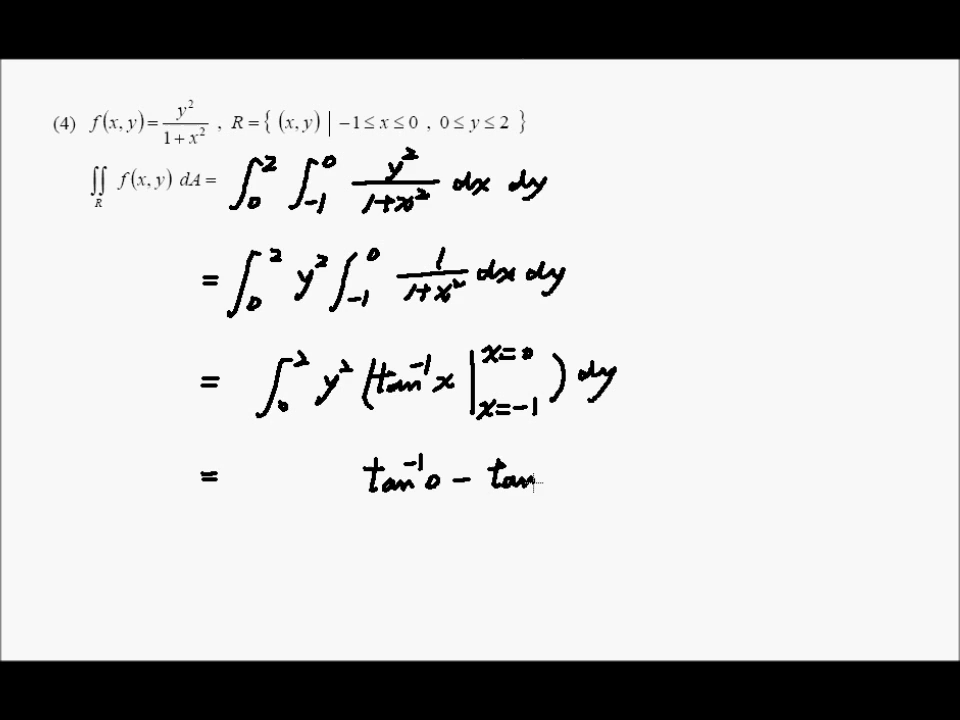 (4) f(x, y) = y²/(1 + x²) , R = { (x, y) | −1 ≤ x ≤ 0 , 0 ≤ y ≤ 2 }
∬_R f(x, y) dA = ∫₀² ∫₋₁⁰ y²/(1+x²) dx dy
= ∫₀² y² ∫₋₁⁰ 1/(1+x²) dx dy
= ∫₀² y² (tan⁻¹x |_{x=−1}^{x=0}) dy
= tan⁻¹0 − tan